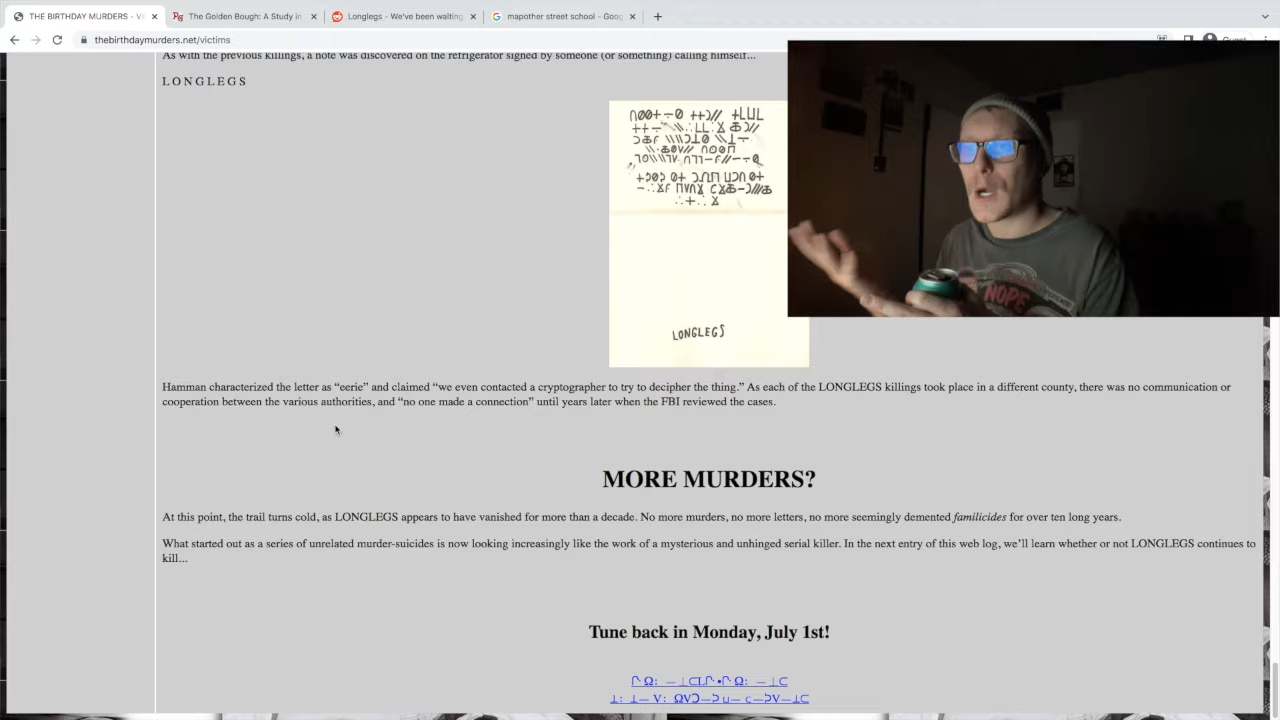 THE BIRTHDAY MURDERS - V
The Golden Bough: A Study in
Longlegs - We've been waiting
mapother street school - Goog
thebirthdaymurders.net/victims
Guest
As with the previous killings, a note was discovered on the refrigerator signed by someone (or something) calling himself...
L O N G L E G S
LONGLEGS
NOPE
Hamman characterized the letter as “eerie” and claimed “we even contacted a cryptographer to try to decipher the thing.” As each of the LONGLEGS killings took place in a different county, there was no communication or
cooperation between the various authorities, and “no one made a connection” until years later when the FBI reviewed the cases.
MORE MURDERS?
At this point, the trail turns cold, as LONGLEGS appears to have vanished for more than a decade. No more murders, no more letters, no more seemingly demented familicides for over ten long years.
What started out as a series of unrelated murder-suicides is now looking increasingly like the work of a mysterious and unhinged serial killer. In the next entry of this web log, we’ll learn whether or not LONGLEGS continues to
kill...
Tune back in Monday, July 1st!